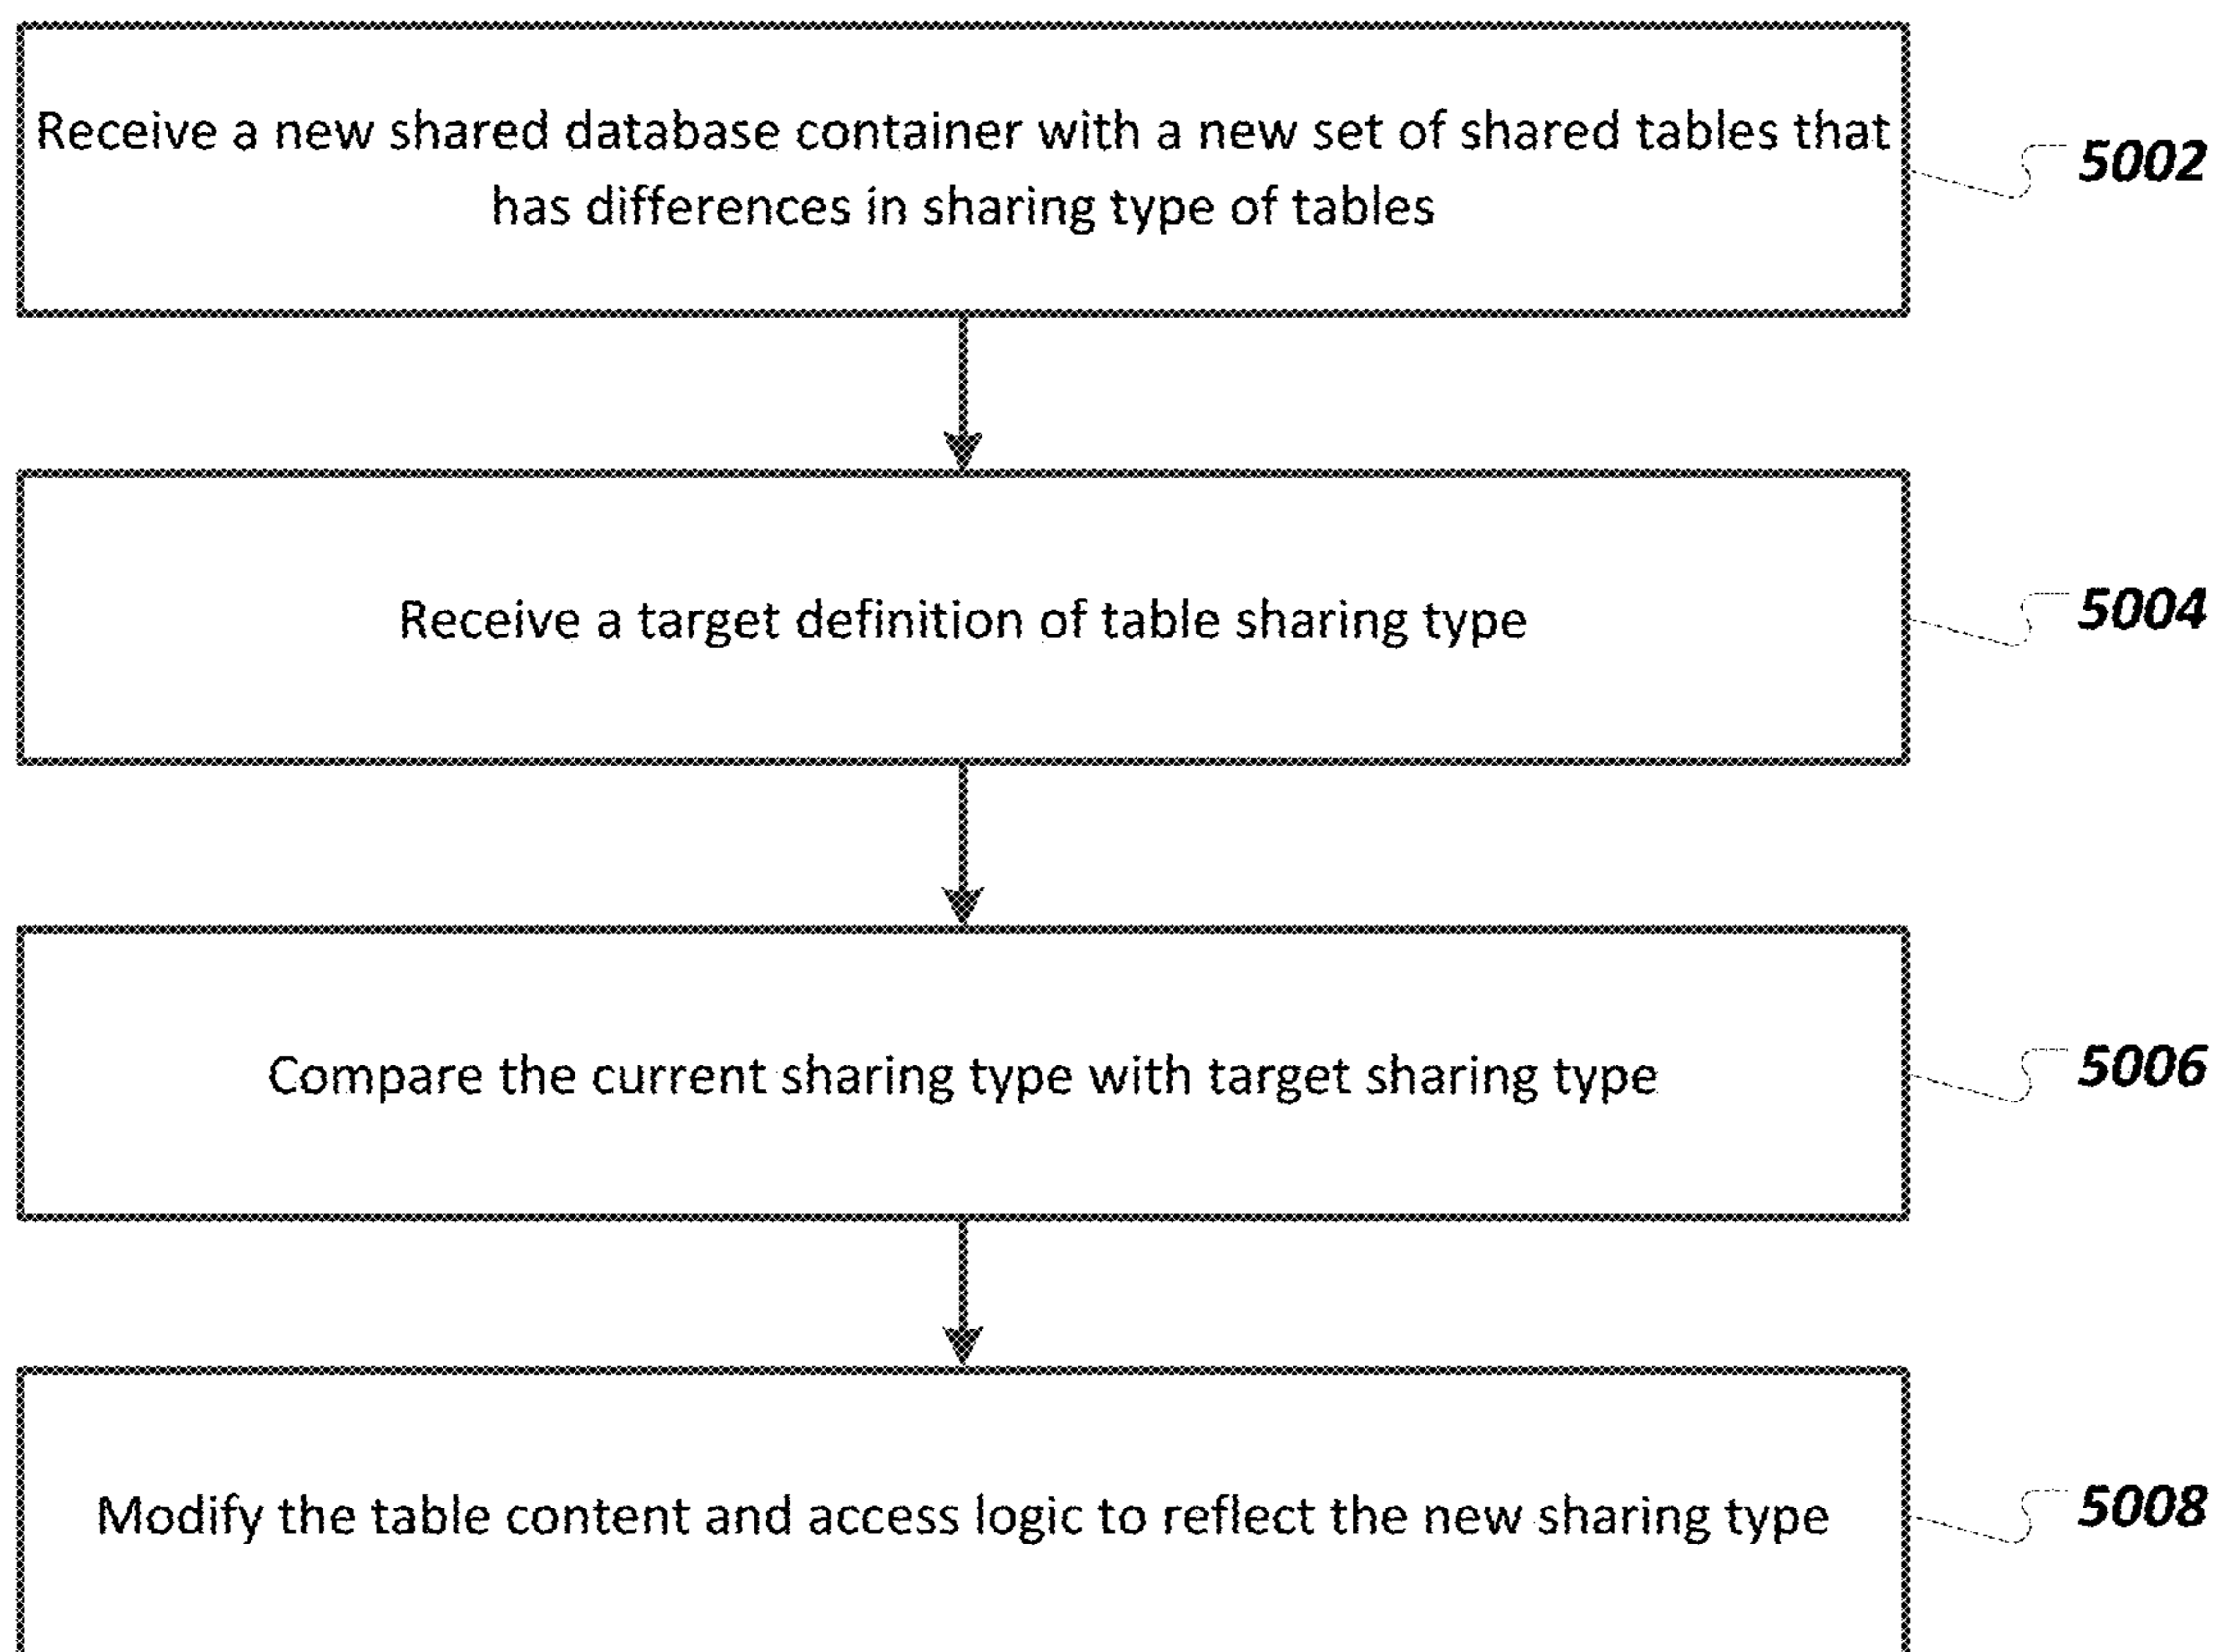 Receive a new shared database container with a new set of shared tables that
has differences in sharing type of tables
5002
Receive a target definition of table sharing type
5004
Compare the current sharing type with target sharing type
5006
Modify the table content and access logic to reflect the new sharing type
5008